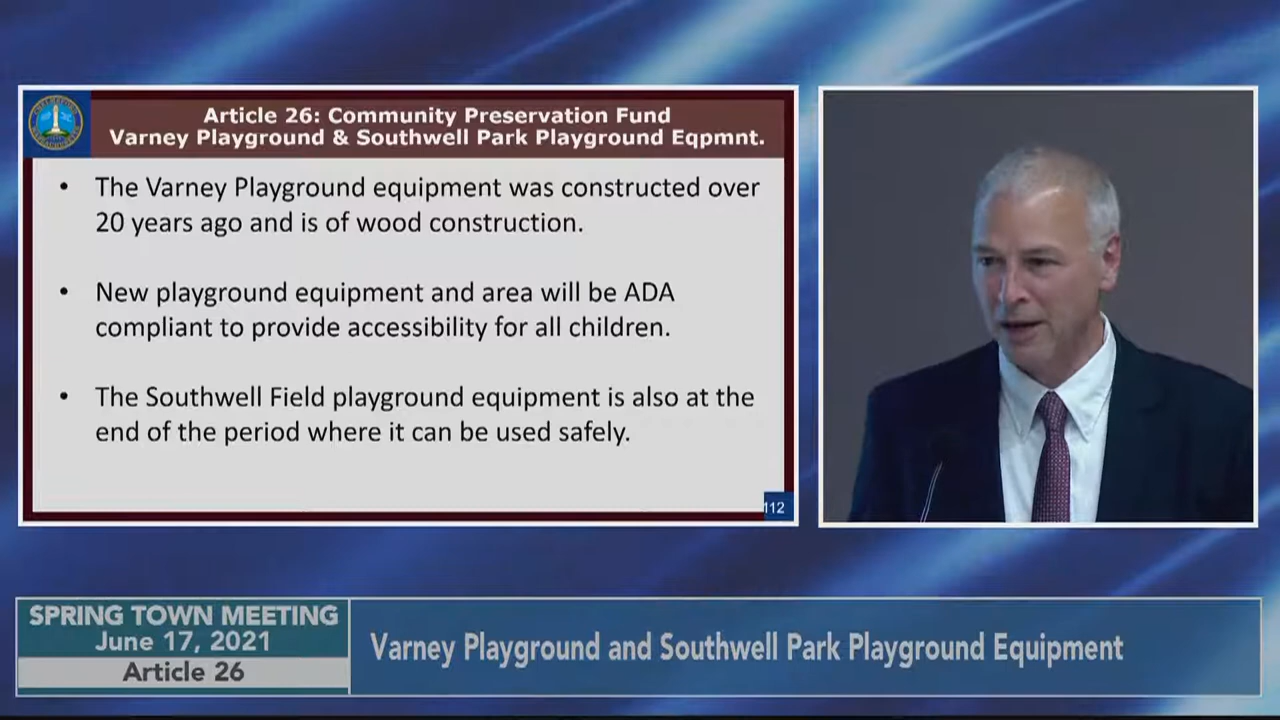 Article 26: Community Preservation Fund
Varney Playground & Southwell Park Playground Eqpmnt.
• The Varney Playground equipment was constructed over
20 years ago and is of wood construction.
• New playground equipment and area will be ADA
compliant to provide accessibility for all children.
• The Southwell Field playground equipment is also at the
end of the period where it can be used safely.
112
SPRING TOWN MEETING
June 17, 2021
Article 26
Varney Playground and Southwell Park Playground Equipment